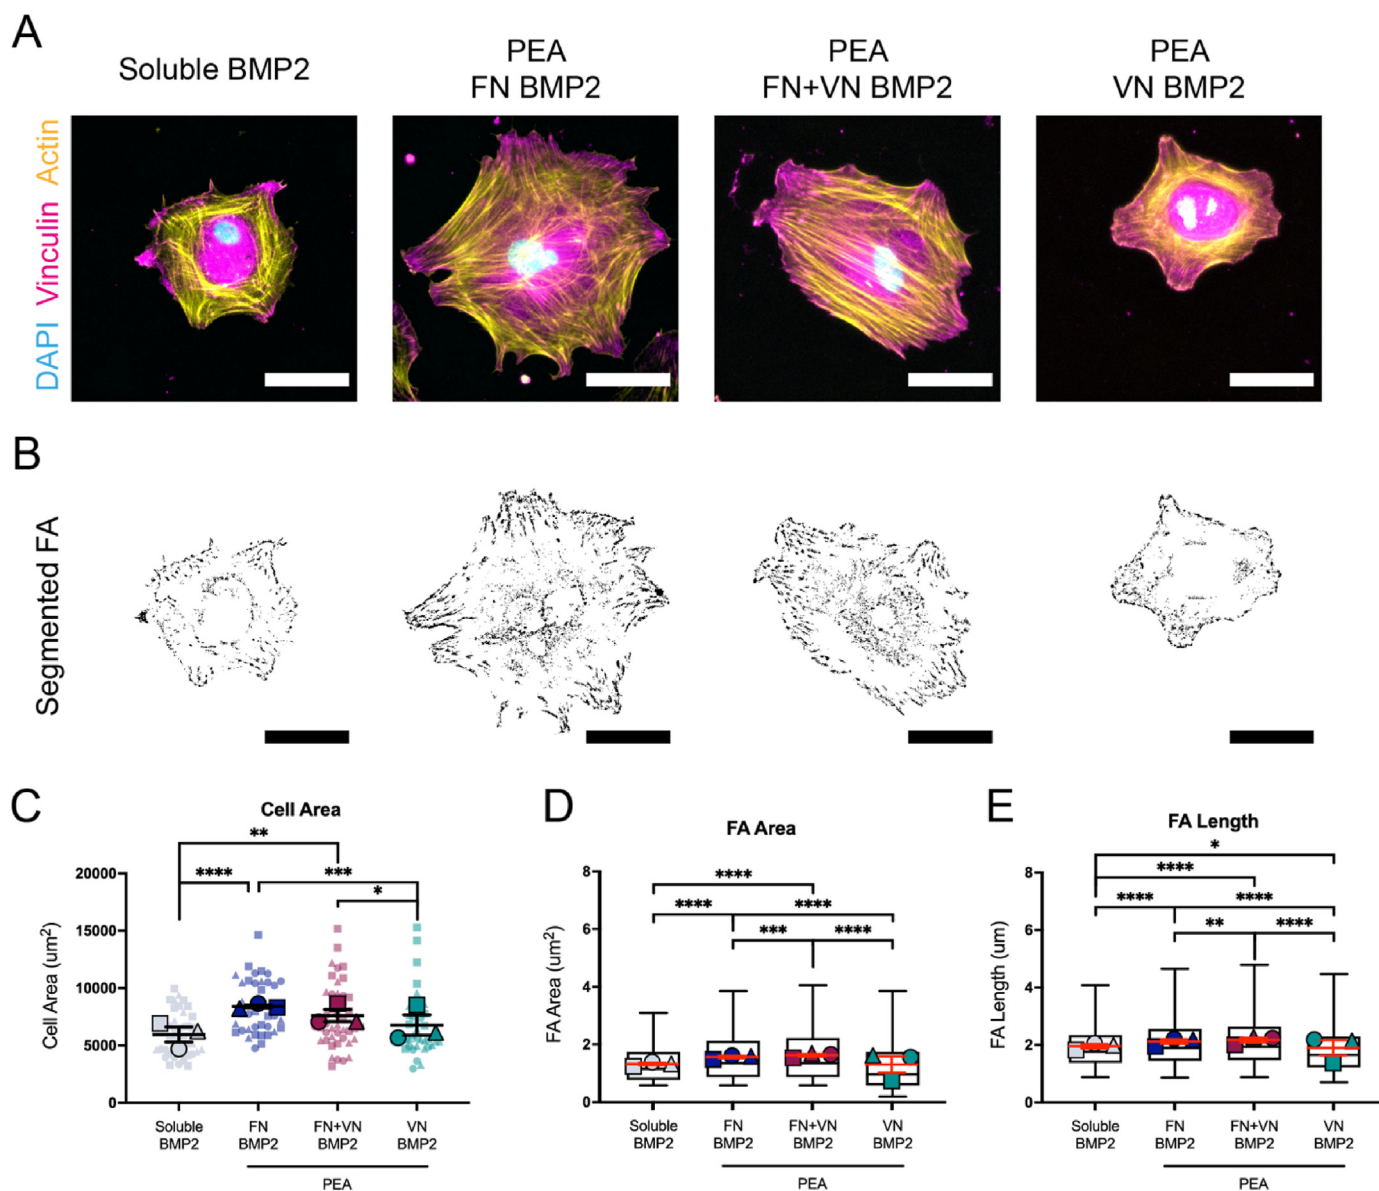 A
Soluble BMP2
PEA
FN BMP2
PEA
FN+VN BMP2
PEA
VN BMP2
DAPI Vinculin Actin
B
Segmented FA
C
Cell Area
**
****
***
*
Cell Area (um²)
20000
15000
10000
5000
0
Soluble
BMP2
FN
BMP2
FN+VN
BMP2
VN
BMP2
PEA
D
FA Area
****
****
****
***
****
FA Area (um²)
8
6
4
2
0
Soluble
BMP2
FN
BMP2
FN+VN
BMP2
VN
BMP2
PEA
E
FA Length
*
****
****
****
**
****
FA Length (um)
8
6
4
2
0
Soluble
BMP2
FN
BMP2
FN+VN
BMP2
VN
BMP2
PEA